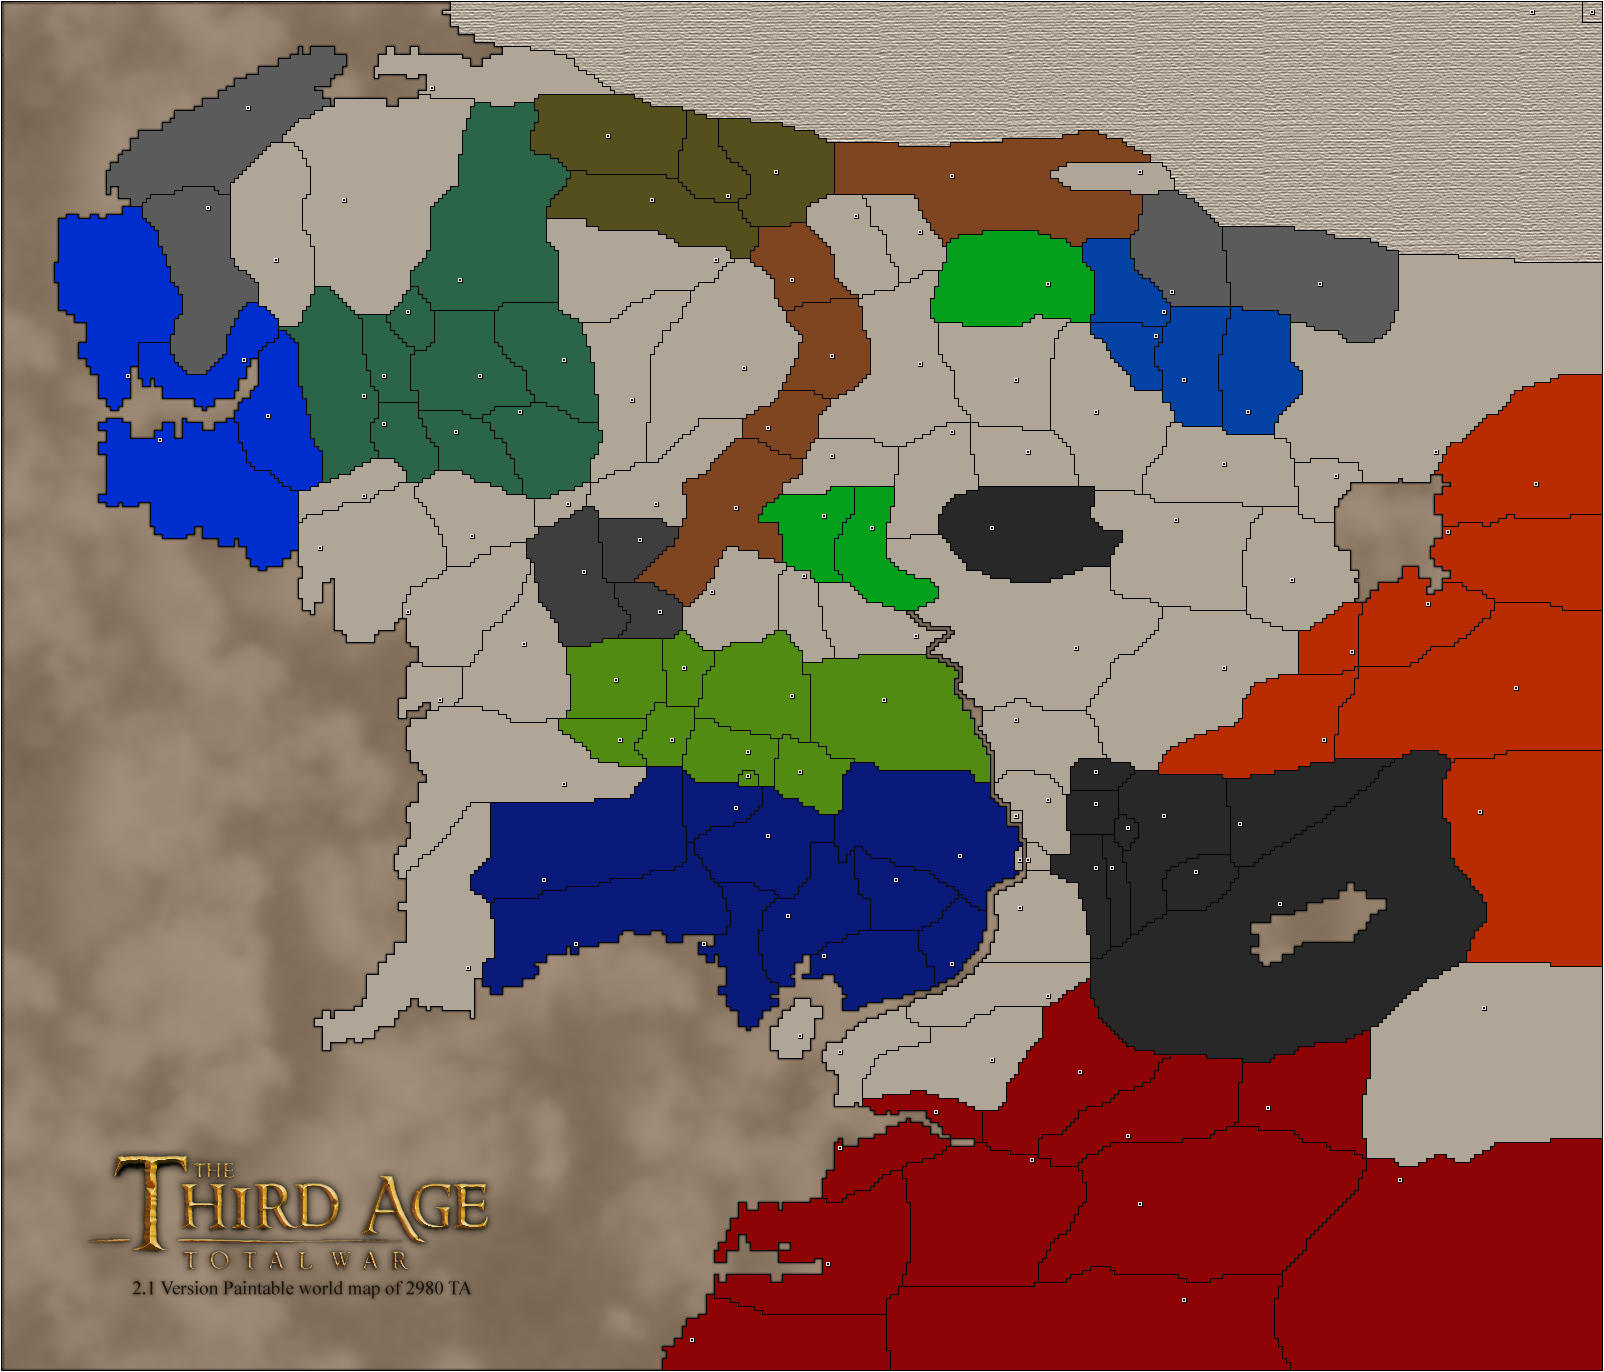 THE
THIRD AGE
TOTAL WAR
2.1 Version Paintable world map of 2980 TA